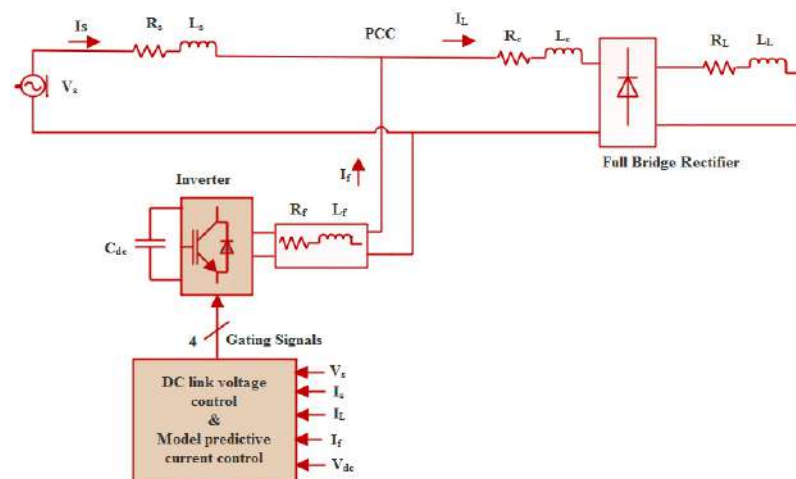 Is
Rs
Ls
PCC
IL
Rc
Lc
RL
LL
Vs
Full Bridge Rectifier
Inverter
If
Rf
Lf
Cdc
4
Gating Signals
DC link voltage
control
&
Model predictive
current control
Vs
Is
IL
If
Vdc